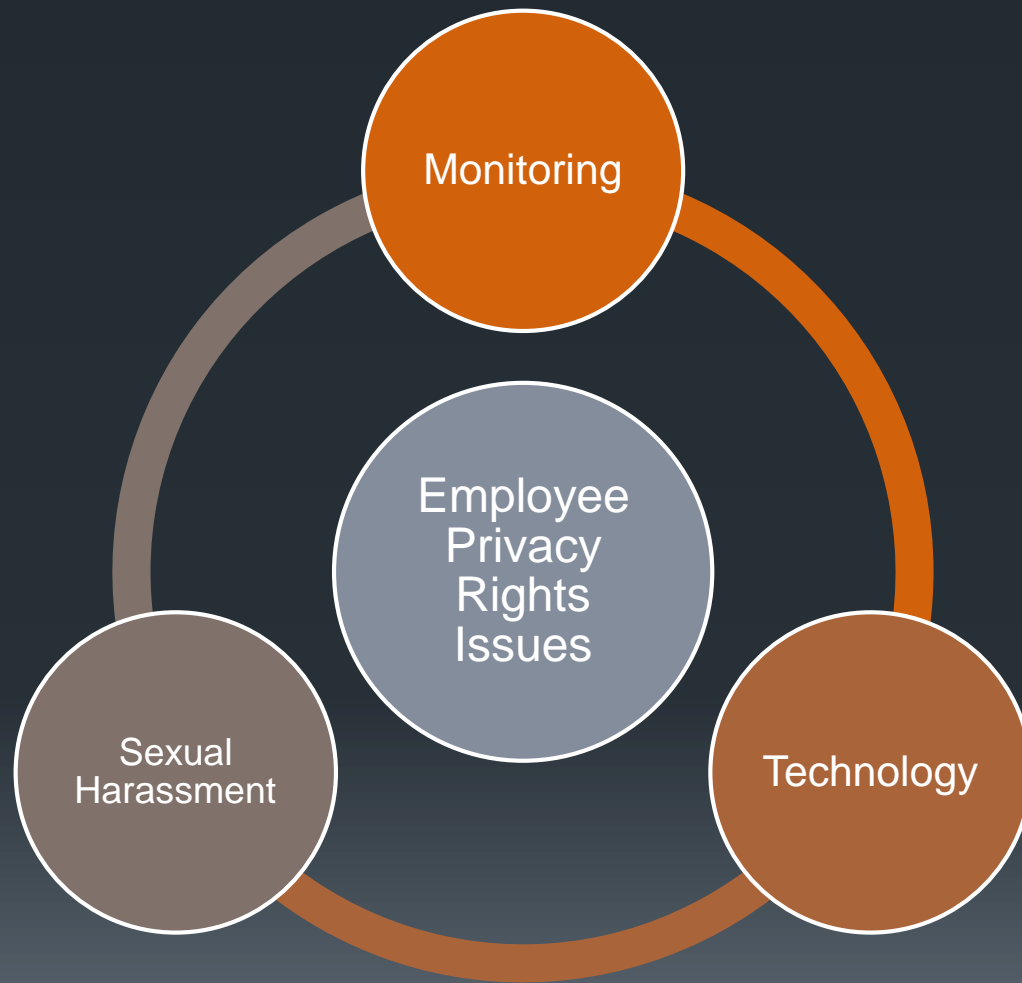 Monitoring
Employee
Privacy
Rights
Issues
Sexual
Harassment
Technology